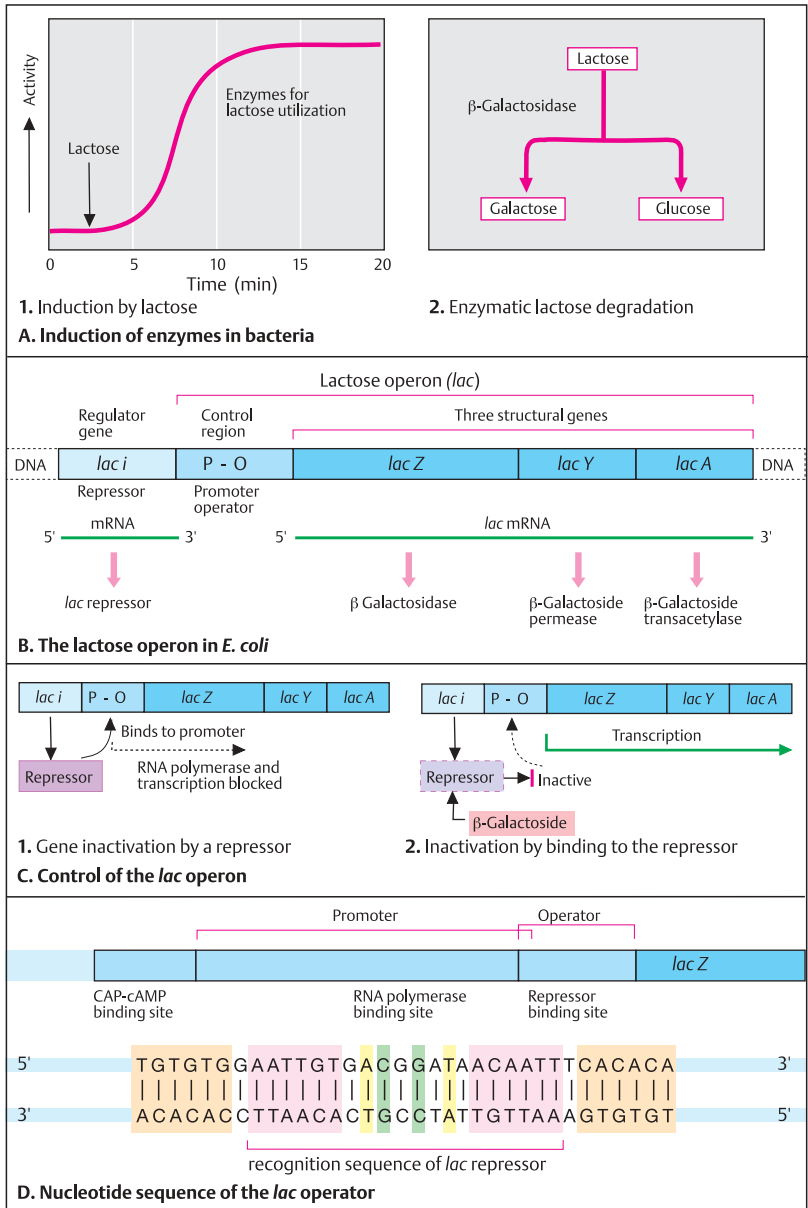 Activity
Enzymes for
lactose utilization
Lactose
0 5 10 15 20
Time (min)
1. Induction by lactose
Lactose
β-Galactosidase
Galactose
Glucose
2. Enzymatic lactose degradation
A. Induction of enzymes in bacteria
Lactose operon (lac)
Regulator
gene
Control
region
Three structural genes
DNA lac i P - O lac Z lac Y lac A DNA
Repressor
Promoter
operator
5' mRNA 3'
5' lac mRNA 3'
lac repressor
β Galactosidase
β-Galactoside
permease
β-Galactoside
transacetylase
B. The lactose operon in E. coli
lac i P - O lac Z lac Y lac A
Binds to promoter
Repressor
RNA polymerase and
transcription blocked
1. Gene inactivation by a repressor
lac i P - O lac Z lac Y lac A
Transcription
Repressor
Inactive
β-Galactoside
2. Inactivation by binding to the repressor
C. Control of the lac operon
Promoter
Operator
lac Z
CAP-cAMP
binding site
RNA polymerase
binding site
Repressor
binding site
5' TGTGTGGAATTGTGACGGATAACAATTTCACACA 3'
3' ACACACCTTAACACTGCCTATTGTTAAAGTGTGT 5'
recognition sequence of lac repressor
D. Nucleotide sequence of the lac operator